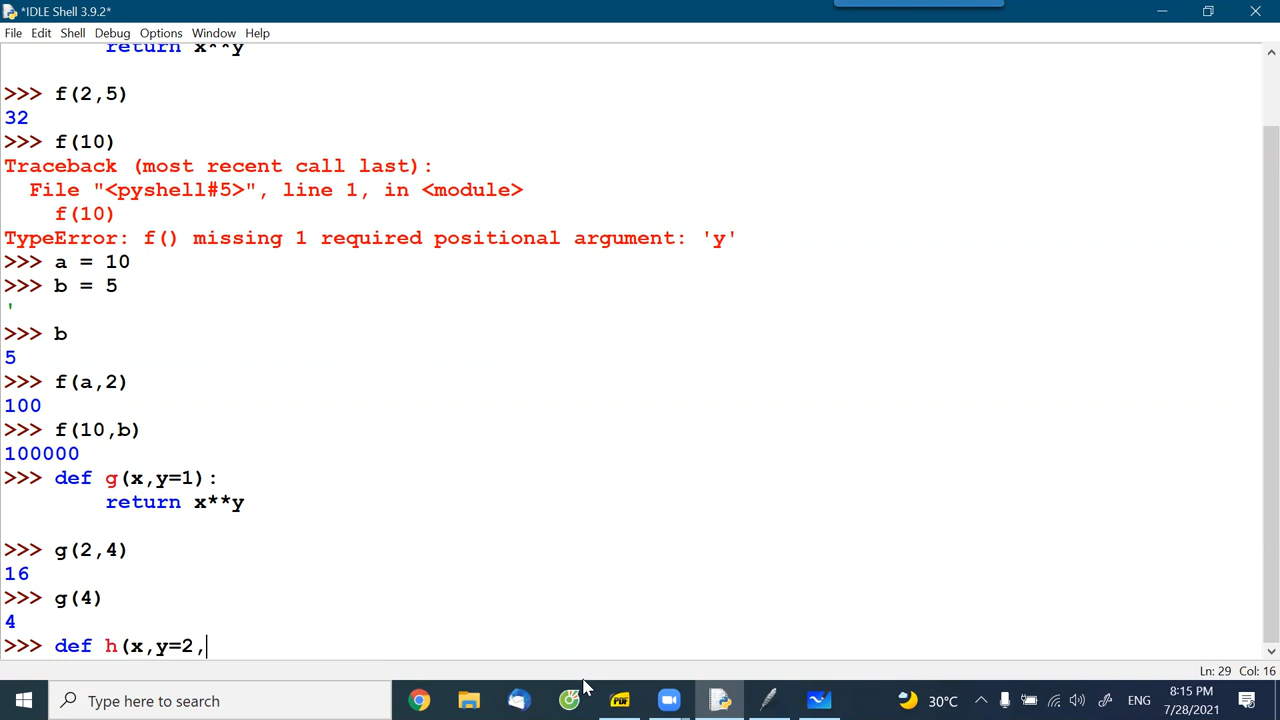 *IDLE Shell 3.9.2*
File Edit Shell Debug Options Window Help
return x**y
>>> f(2,5)
32
>>> f(10)
Traceback (most recent call last):
File "<pyshell#5>", line 1, in <module>
f(10)
TypeError: f() missing 1 required positional argument: 'y'
>>> a = 10
>>> b = 5
'
>>> b
5
>>> f(a,2)
100
>>> f(10,b)
100000
>>> def g(x,y=1):
return x**y
>>> g(2,4)
16
>>> g(4)
4
>>> def h(x,y=2,
Ln: 29 Col: 16
Type here to search
PDF
30°C
ENG
8:15 PM
7/28/2021